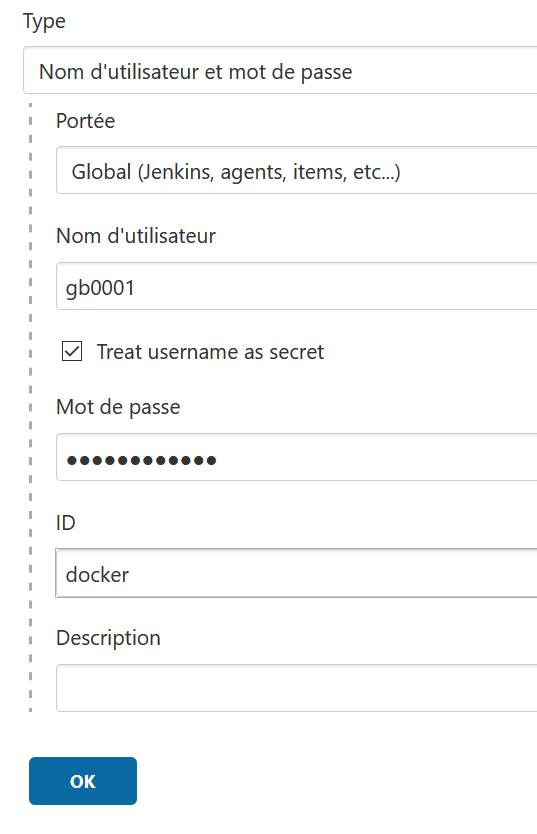 Type
Nom d'utilisateur et mot de passe
Portée
Global (Jenkins, agents, items, etc...)
Nom d'utilisateur
gb0001
Treat username as secret
Mot de passe
●●●●●●●●●●●●
ID
docker
Description
OK